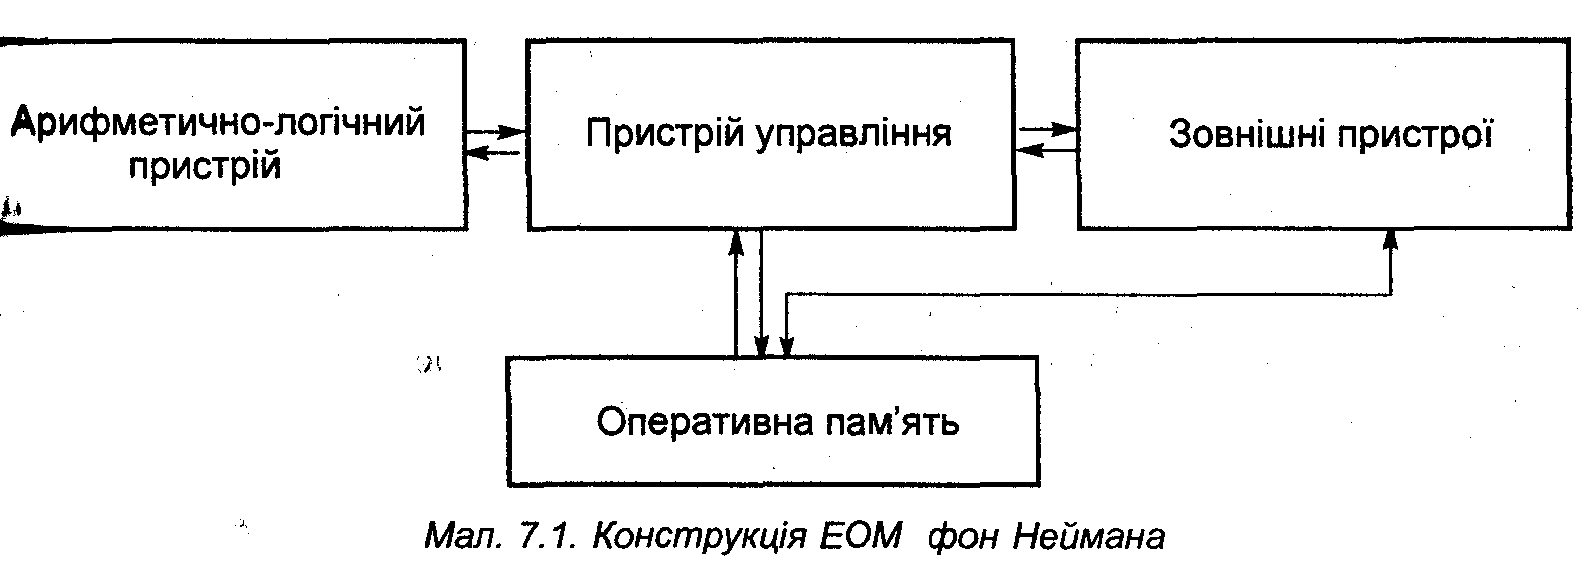 Арифметично-логічний
пристрій
Пристрій управління
Зовнішні пристрої
Оперативна пам'ять
Мал. 7.1. Конструкція ЕОМ фон Неймана